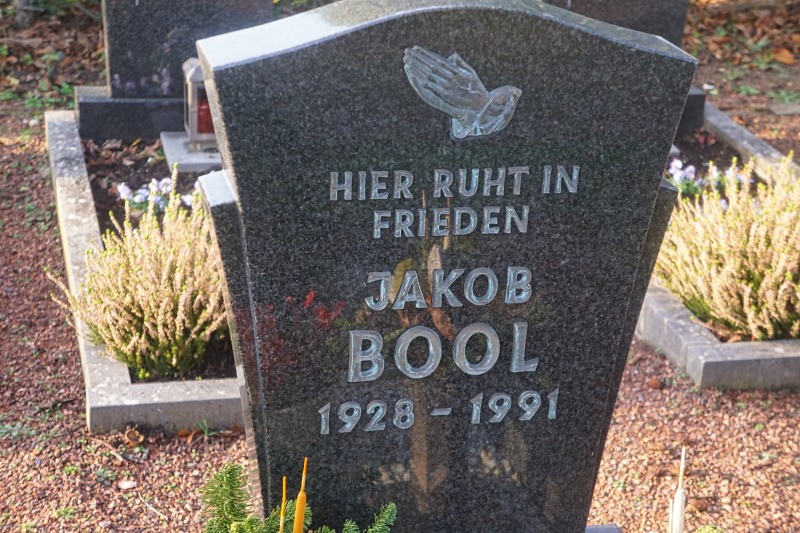 HIER RUHT IN
FRIEDEN
JAKOB
BOOL
1928 - 1991